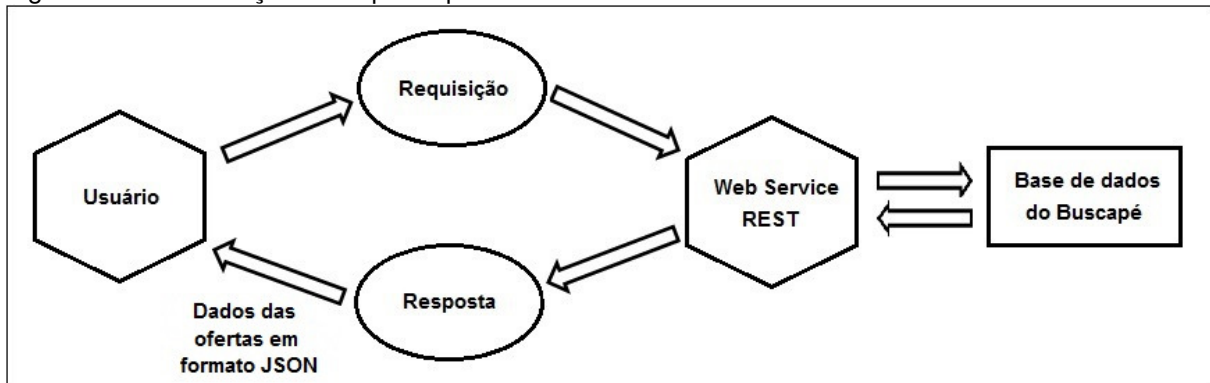 Requisição
Usuário
Web Service
REST
Base de dados
do Buscapé
Resposta
Dados das
ofertas em
formato JSON